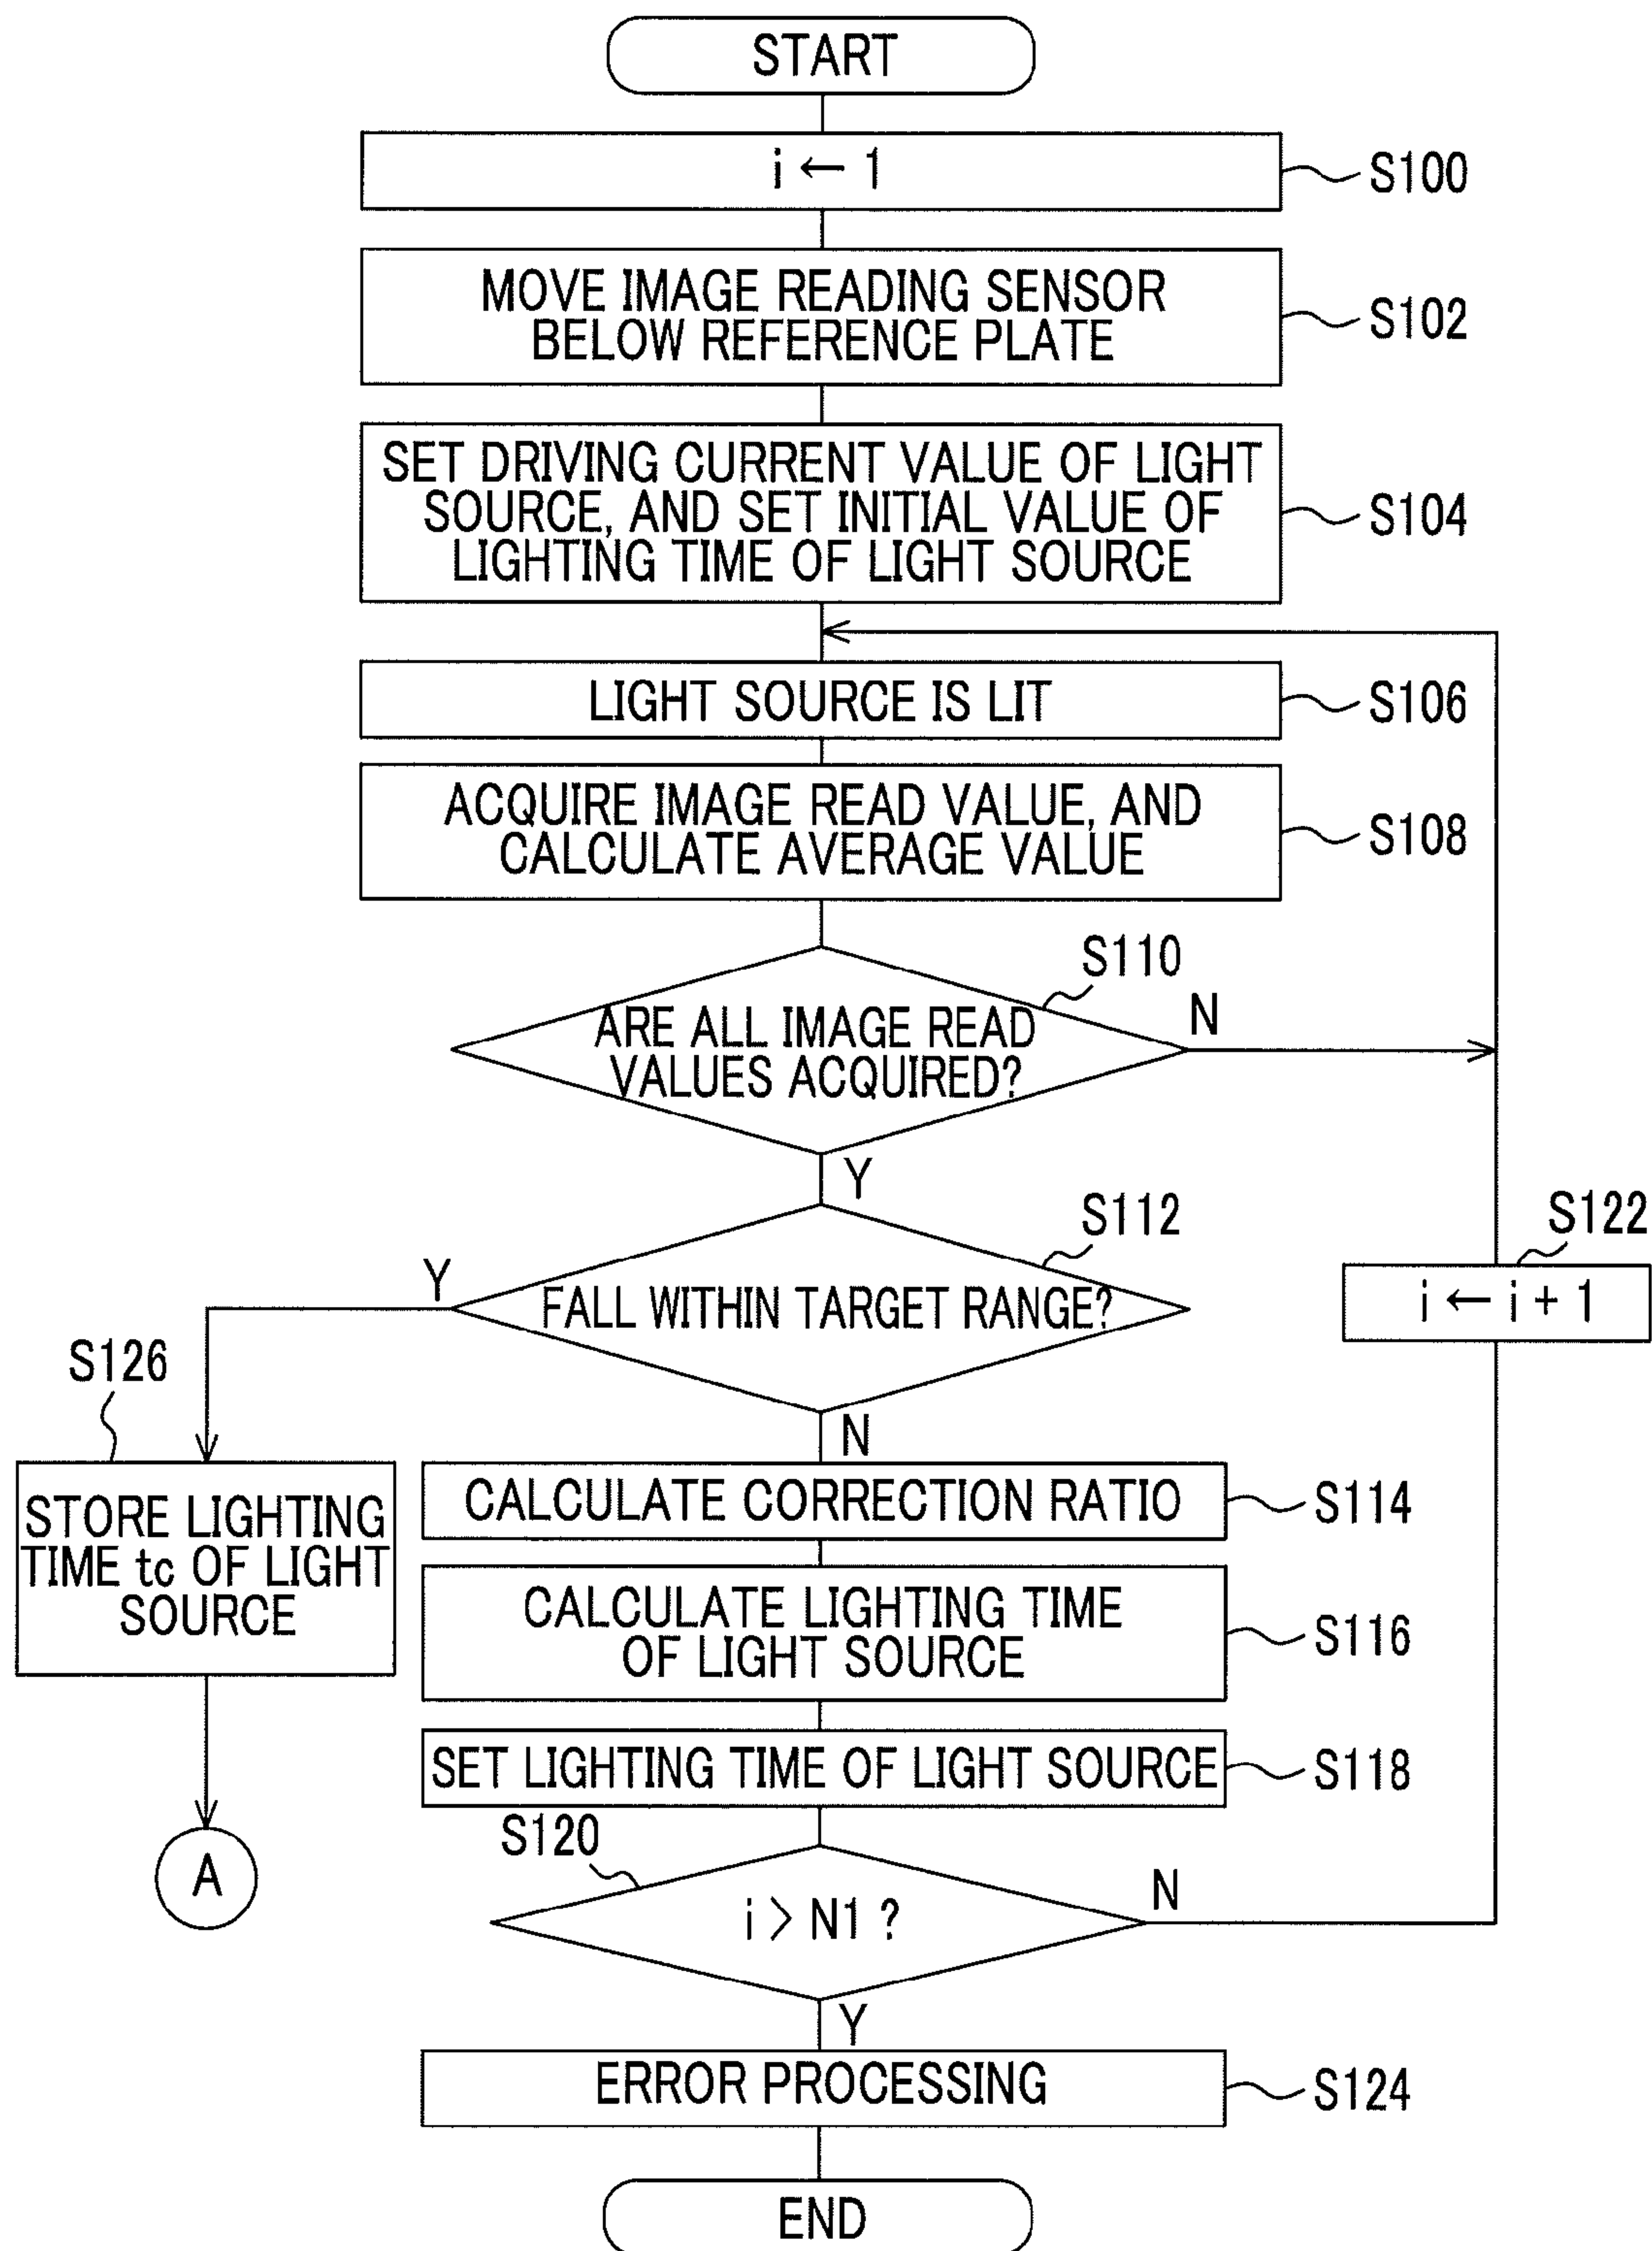 START
i ← 1
S100
MOVE IMAGE READING SENSOR
BELOW REFERENCE PLATE
S102
SET DRIVING CURRENT VALUE OF LIGHT
SOURCE, AND SET INITIAL VALUE OF
LIGHTING TIME OF LIGHT SOURCE
S104
LIGHT SOURCE IS LIT
S106
ACQUIRE IMAGE READ VALUE, AND
CALCULATE AVERAGE VALUE
S108
S110
ARE ALL IMAGE READ
VALUES ACQUIRED?
N
Y
S112
FALL WITHIN TARGET RANGE?
Y
N
S122
i ← i + 1
S126
STORE LIGHTING
TIME tc OF LIGHT
SOURCE
A
CALCULATE CORRECTION RATIO
S114
CALCULATE LIGHTING TIME
OF LIGHT SOURCE
S116
SET LIGHTING TIME OF LIGHT SOURCE
S118
S120
i > N1 ?
N
Y
ERROR PROCESSING
S124
END